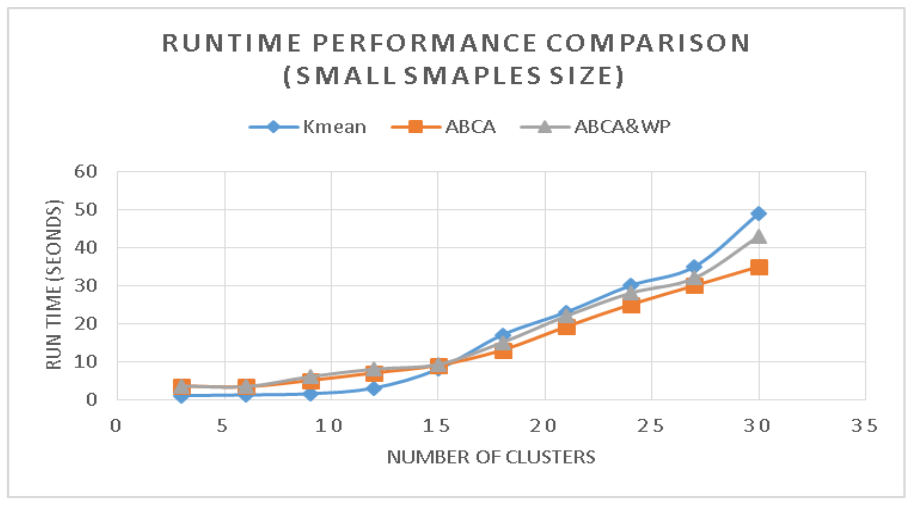 RUNTIME PERFORMANCE COMPARISON
(SMALL SMAPLES SIZE)
Kmean ABCA ABCA&WP
60
50
40
30
20
10
0
RUN TIME (SEONDS)
0 5 10 15 20 25 30 35
NUMBER OF CLUSTERS